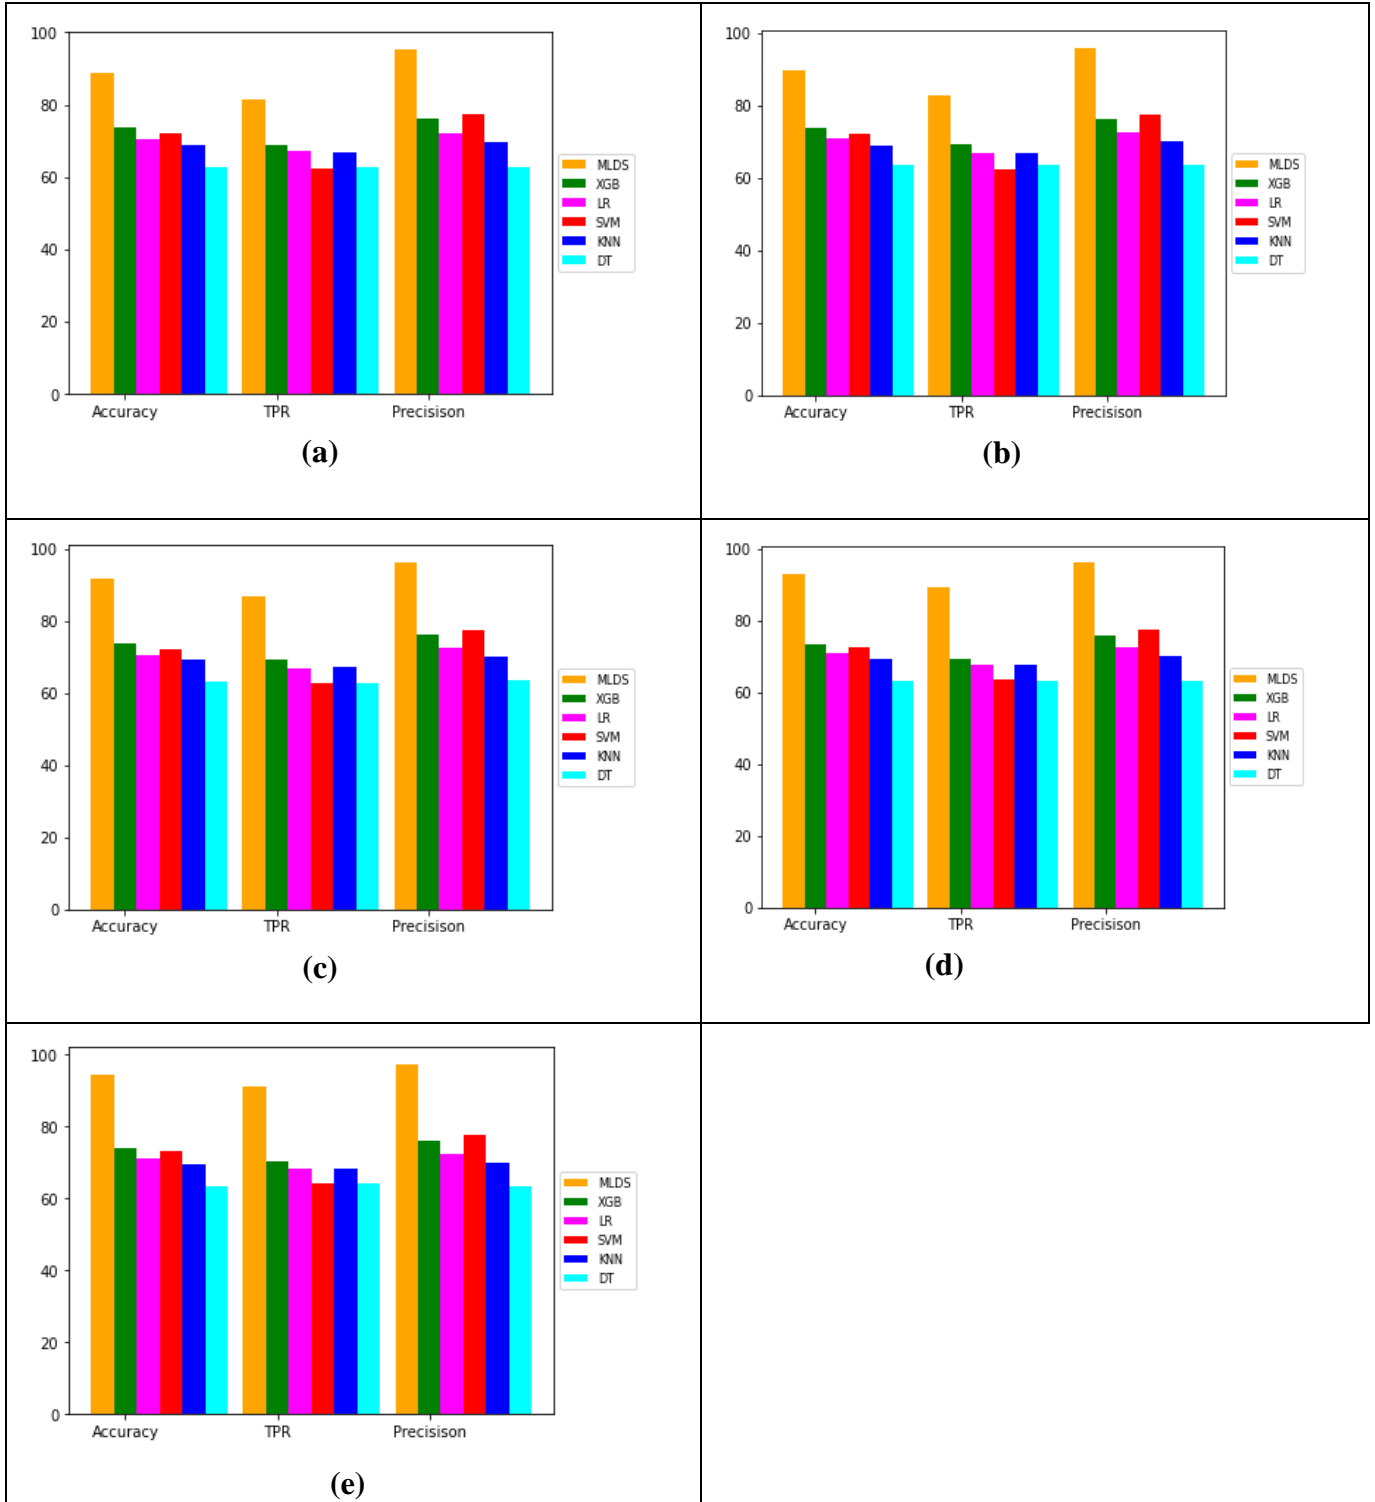 100
80
60
40
20
0
Accuracy TPR Precisison
MLDS
XGB
LR
SVM
KNN
DT
(a)
100
80
60
40
20
0
Accuracy TPR Precisison
MLDS
XGB
LR
SVM
KNN
DT
(b)
100
80
60
40
20
0
Accuracy TPR Precisison
MLDS
XGB
LR
SVM
KNN
DT
(c)
100
80
60
40
20
0
Accuracy TPR Precisison
MLDS
XGB
LR
SVM
KNN
DT
(d)
100
80
60
40
20
0
Accuracy TPR Precisison
MLDS
XGB
LR
SVM
KNN
DT
(e)